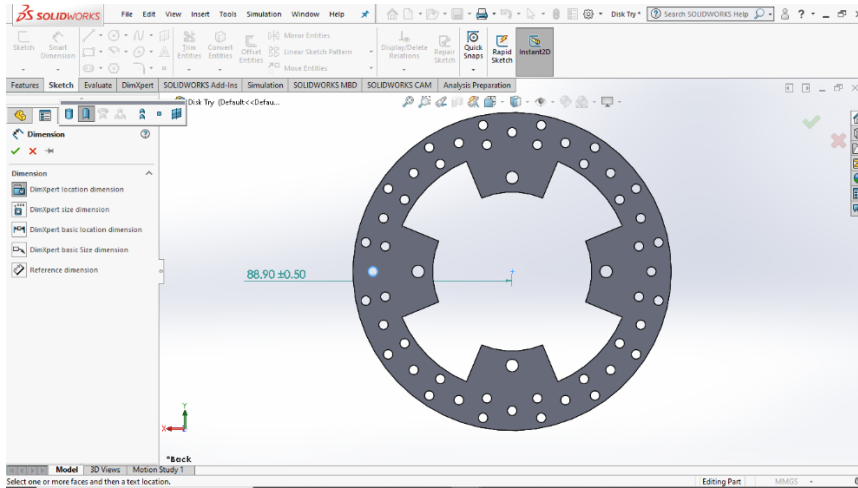 SOLIDWORKS File Edit View Insert Tools Simulation Window Help Disk Try * Search SOLIDWORKS Help
Sketch Smart Dimension Trim Entities Convert Entities Offset Entities Mirror Entities Linear Sketch Pattern Move Entities Display/Delete Relations Repair Sketch Quick Snaps Rapid Sketch Instant2D
Features Sketch Evaluate DimXpert SOLIDWORKS Add-Ins Simulation SOLIDWORKS MBD SOLIDWORKS CAM Analysis Preparation
Disk Try (Default<<Defau...
Dimension
Dimension
DimXpert location dimension
DimXpert size dimension
DimXpert basic location dimension
DimXpert basic Size dimension
Reference dimension
88.90 ±0.50
Y
X
*Back
Model 3D Views Motion Study 1
Select one or more faces and then a text location. Editing Part MMGS